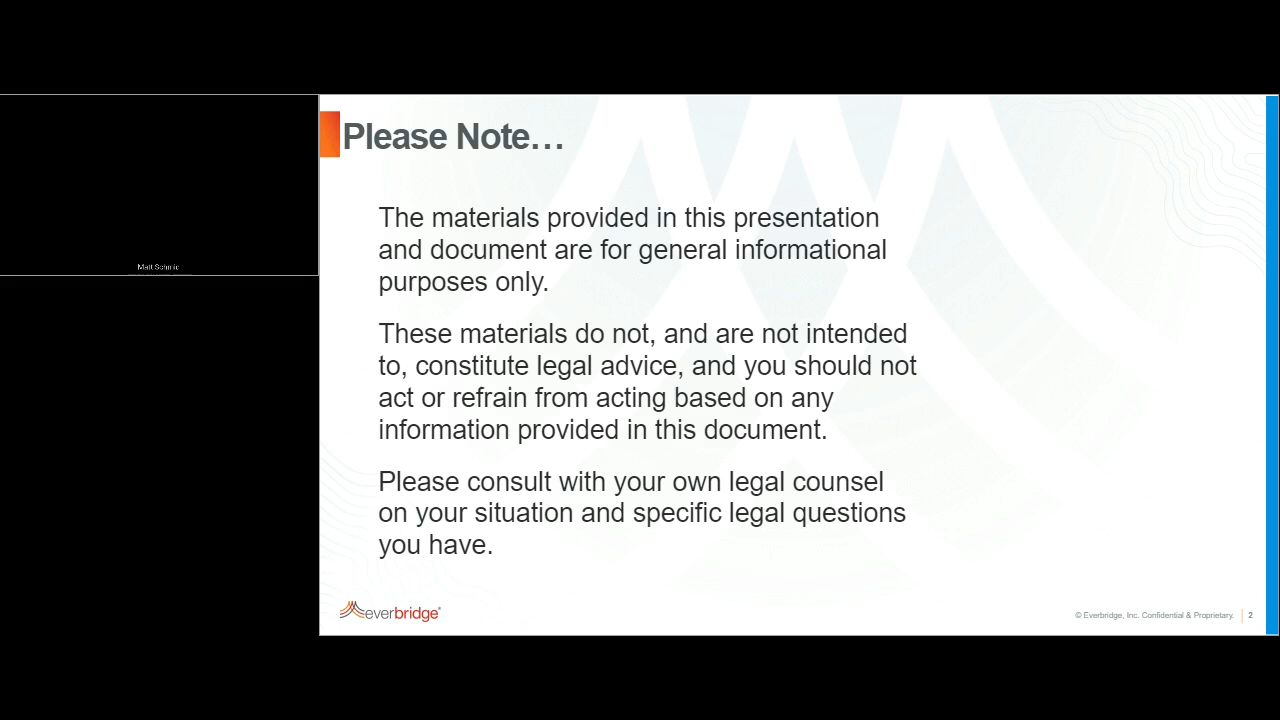 Please Note…
The materials provided in this presentation
and document are for general informational
purposes only.
These materials do not, and are not intended
to, constitute legal advice, and you should not
act or refrain from acting based on any
information provided in this document.
Please consult with your own legal counsel
on your situation and specific legal questions
you have.
Matt Schmid
everbridge®
© Everbridge, Inc. Confidential & Proprietary. 2